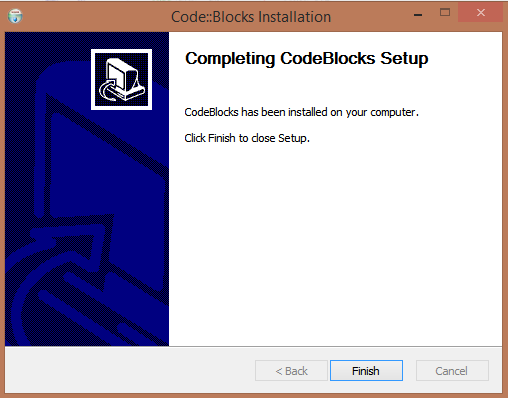 Code::Blocks Installation
Completing CodeBlocks Setup
CodeBlocks has been installed on your computer.
Click Finish to close Setup.
< Back
Finish
Cancel